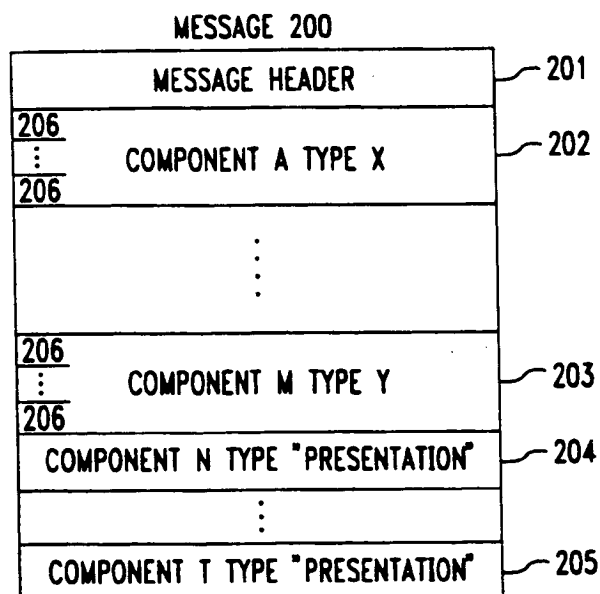 MESSAGE 200
MESSAGE HEADER
201
206
⋮
206
COMPONENT A TYPE X
202
⋮
206
⋮
206
COMPONENT M TYPE Y
203
COMPONENT N TYPE "PRESENTATION"
204
⋮
COMPONENT T TYPE "PRESENTATION"
205